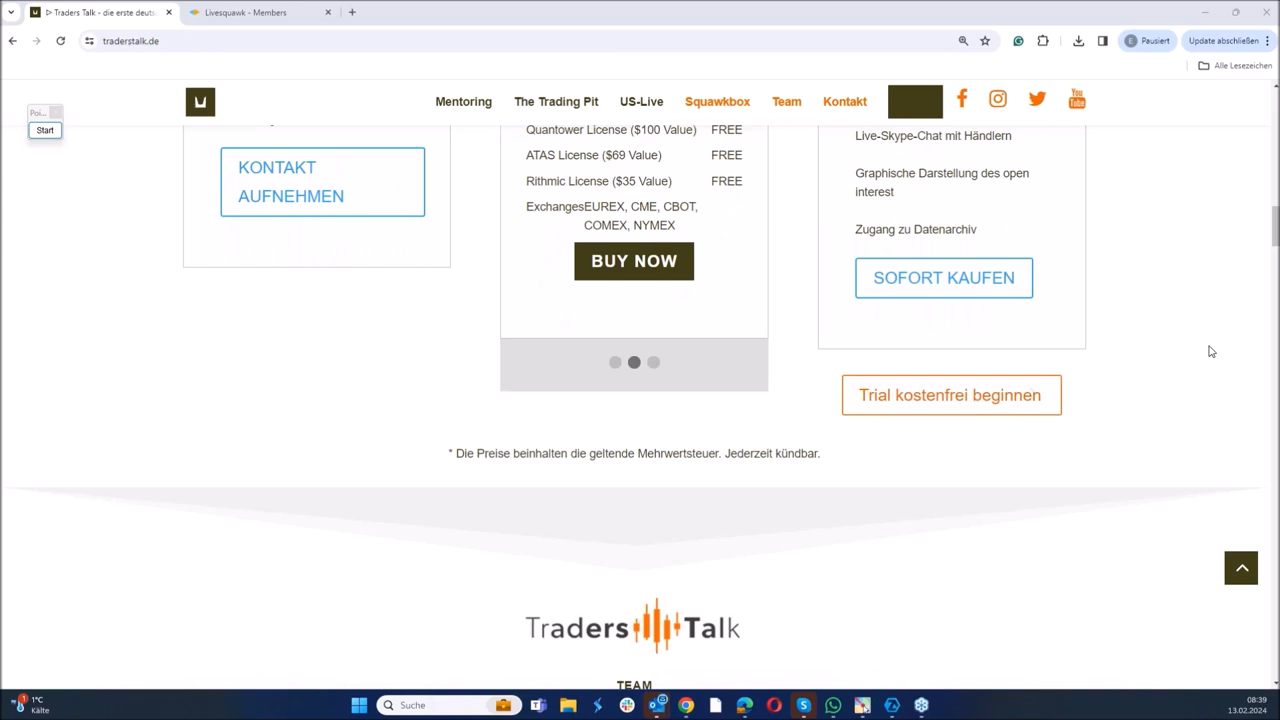 ▷ Traders Talk - die erste deuts
Livesquawk - Members
traderstalk.de
E Pausiert
Update abschließen
Alle Lesezeichen
Poi...
Start
Mentoring
The Trading Pit
US-Live
Squawkbox
Team
Kontakt
You
Tube
KONTAKT
AUFNEHMEN
Quantower License ($100 Value) FREE
ATAS License ($69 Value) FREE
Rithmic License ($35 Value) FREE
ExchangesEUREX, CME, CBOT,
COMEX, NYMEX
BUY NOW
Live-Skype-Chat mit Händlern
Graphische Darstellung des open
interest
Zugang zu Datenarchiv
SOFORT KAUFEN
Trial kostenfrei beginnen
* Die Preise beinhalten die geltende Mehrwertsteuer. Jederzeit kündbar.
Traders Talk
TEAM
1
1°C
Kälte
Suche
08:39
13.02.2024